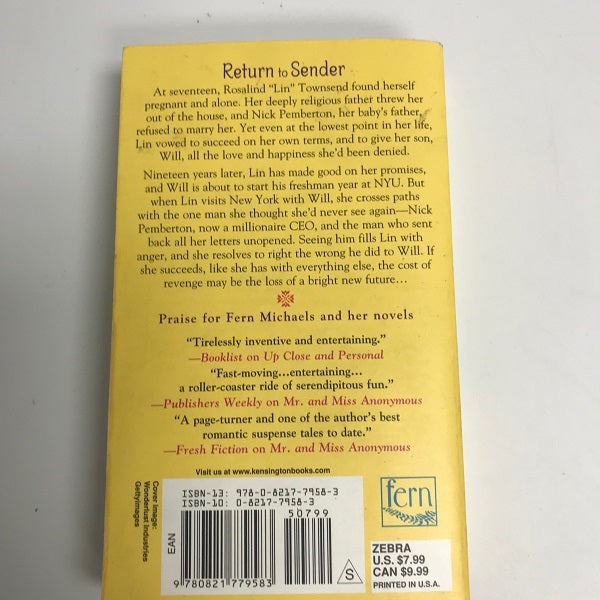 Return to Sender
At seventeen, Rosalind "Lin" Townsend found herself
pregnant and alone. Her deeply religious father threw her
out of the house, and Nick Pemberton, her baby's father,
refused to marry her. Yet even at the lowest point in her life,
Lin vowed to succeed on her own terms, and to give her son,
Will, all the love and happiness she'd been denied.
Nineteen years later, Lin has made good on her promises,
and Will is about to start his freshman year at NYU. But
when Lin visits New York with Will, she crosses paths
with the one man she thought she'd never see again—Nick
Pemberton, now a millionaire CEO, and the man who sent
back all her letters unopened. Seeing him fills Lin with
anger, and she resolves to right the wrong he did to Will. If
she succeeds, like she has with everything else, the cost of
revenge may be the loss of a bright new future…
Praise for Fern Michaels and her novels
"Tirelessly inventive and entertaining."
—Booklist on Up Close and Personal
"Fast-moving…entertaining…
a roller-coaster ride of serendipitous fun."
—Publishers Weekly on Mr. and Miss Anonymous
"A page-turner and one of the author's best
romantic suspense tales to date."
—Fresh Fiction on Mr. and Miss Anonymous
Visit us at www.kensingtonbooks.com
Cover image:
Wonderlust Industries
Gettyimages
ISBN-13: 978-0-8217-7958-3
ISBN-10: 0-8217-7958-3
50799
EAN
9 780821 779583
S
fern
ZEBRA
U.S. $7.99
CAN $9.99
PRINTED IN U.S.A.